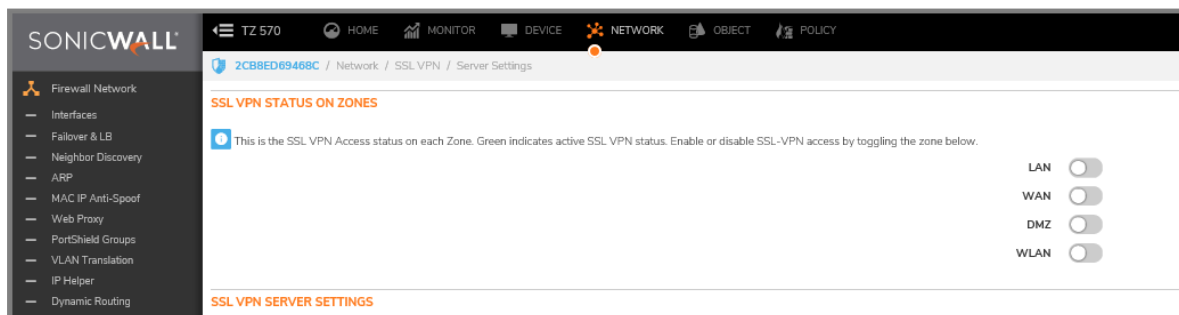 SONICWALL
TZ 570 HOME MONITOR DEVICE NETWORK OBJECT POLICY
2CB8ED69468C / Network / SSL VPN / Server Settings
Firewall Network
Interfaces
Failover & LB
Neighbor Discovery
ARP
MAC IP Anti-Spoof
Web Proxy
PortShield Groups
VLAN Translation
IP Helper
Dynamic Routing
SSL VPN STATUS ON ZONES
This is the SSL VPN Access status on each Zone. Green indicates active SSL VPN status. Enable or disable SSL-VPN access by toggling the zone below.
LAN
WAN
DMZ
WLAN
SSL VPN SERVER SETTINGS